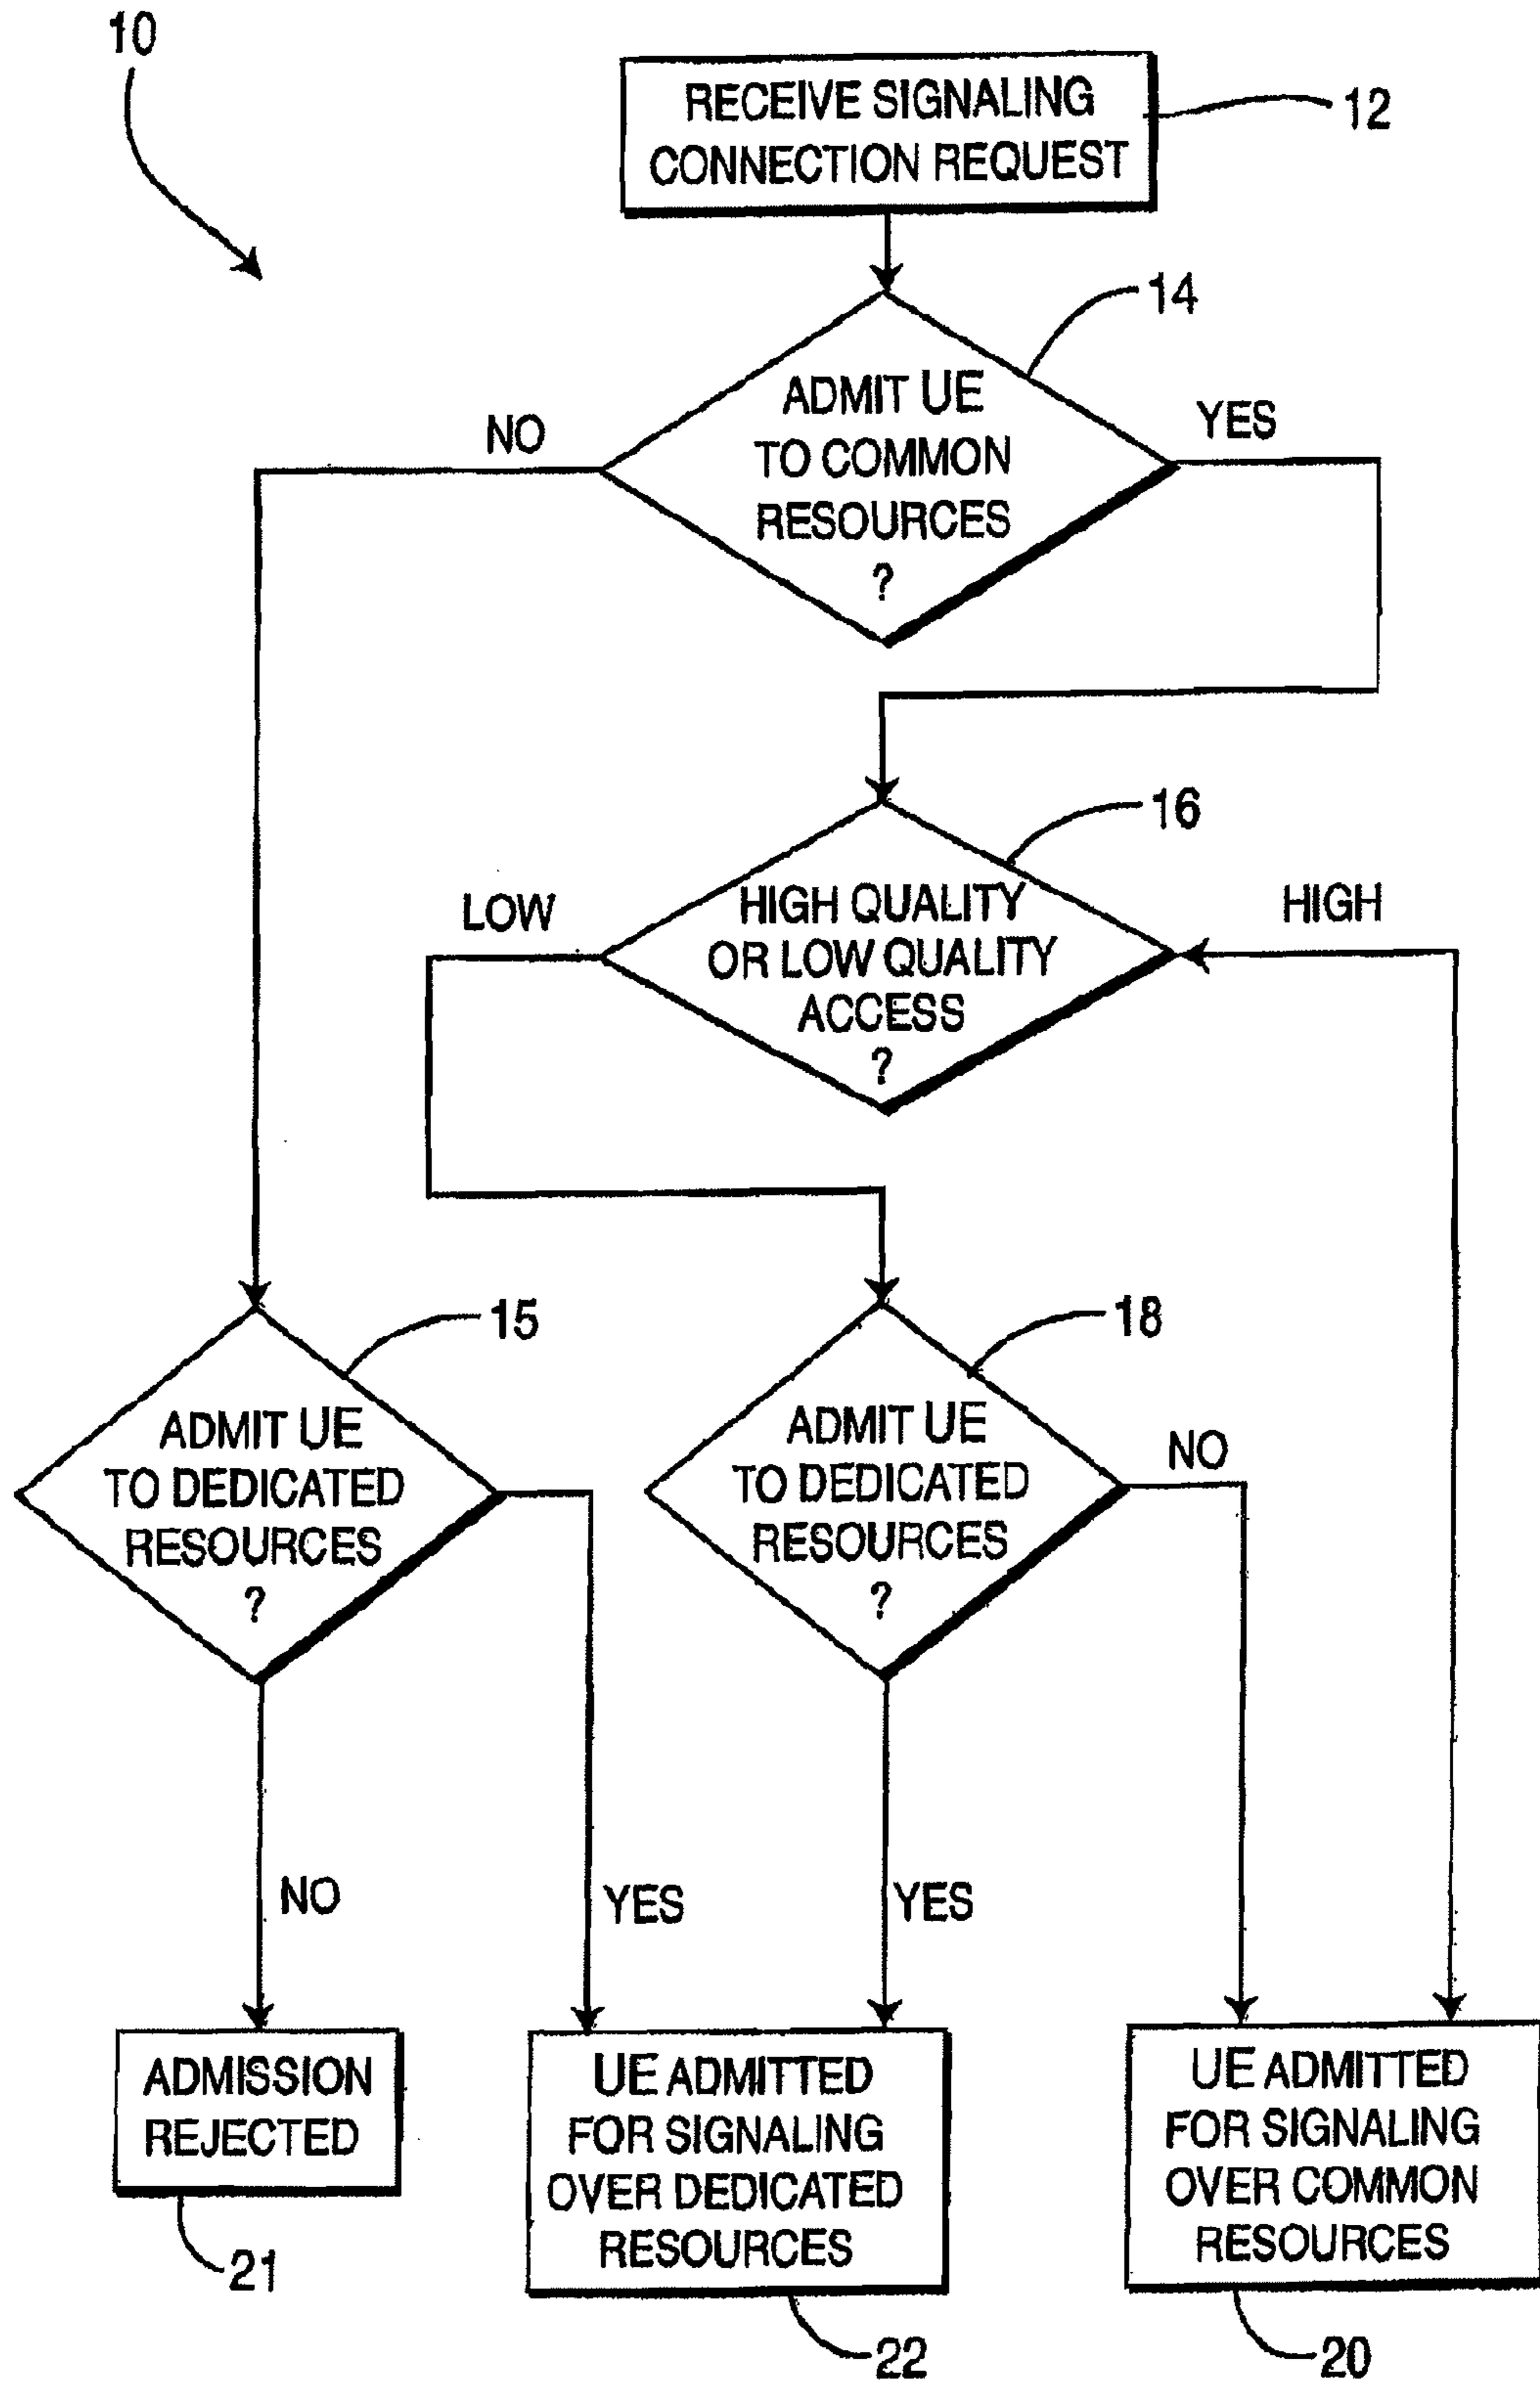 10
RECEIVE SIGNALING
CONNECTION REQUEST
12
14
ADMIT UE
TO COMMON
RESOURCES
?
NO
YES
16
HIGH QUALITY
OR LOW QUALITY
ACCESS
?
LOW
HIGH
15
ADMIT UE
TO DEDICATED
RESOURCES
?
18
ADMIT UE
TO DEDICATED
RESOURCES
?
NO
NO
YES
YES
ADMISSION
REJECTED
21
UE ADMITTED
FOR SIGNALING
OVER DEDICATED
RESOURCES
22
UE ADMITTED
FOR SIGNALING
OVER COMMON
RESOURCES
20